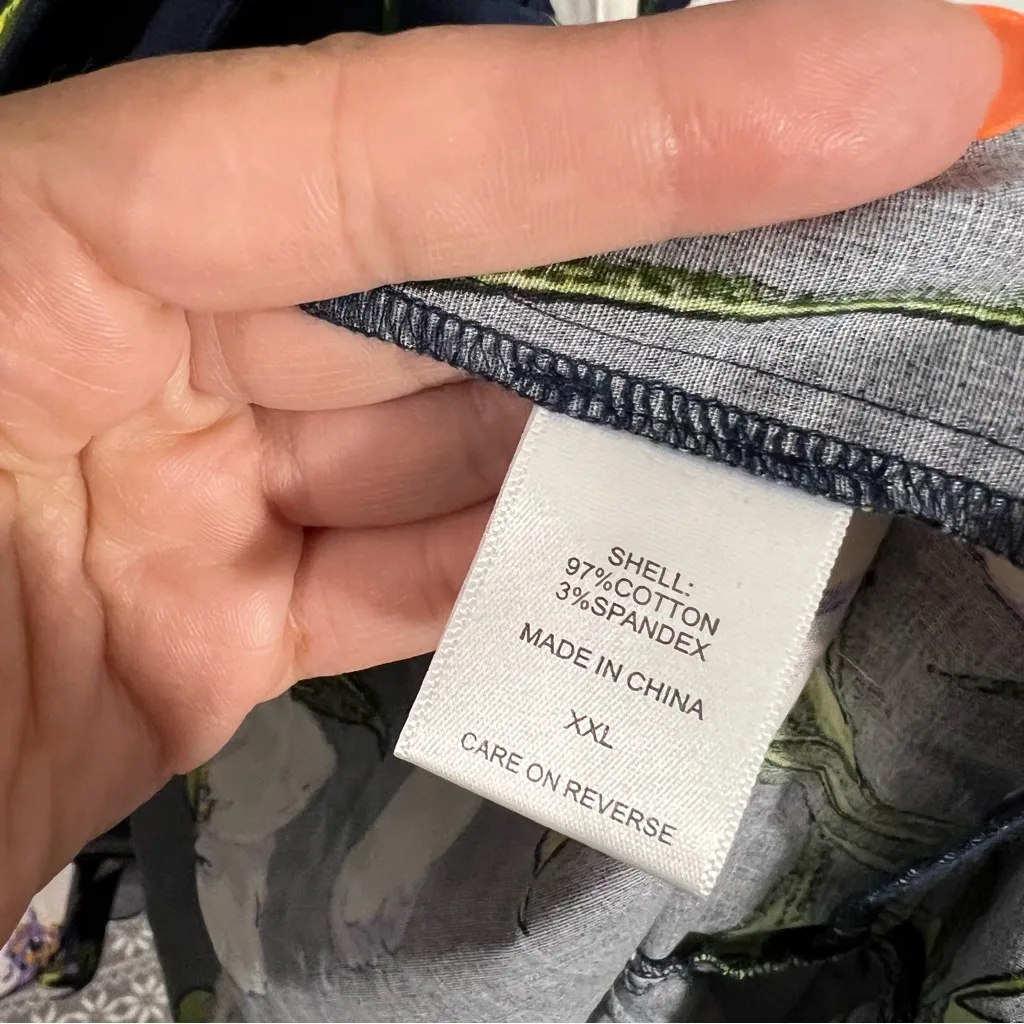 SHELL:
97%COTTON
3%SPANDEX
MADE IN CHINA
XXL
CARE ON REVERSE